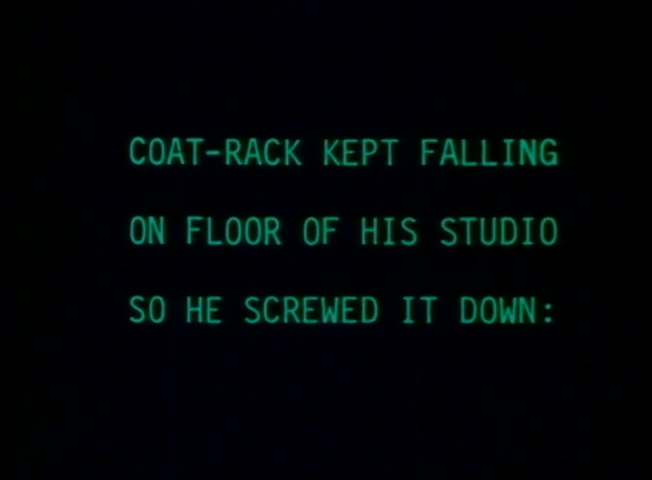 COAT-RACK KEPT FALLING
ON FLOOR OF HIS STUDIO
SO HE SCREWED IT DOWN: